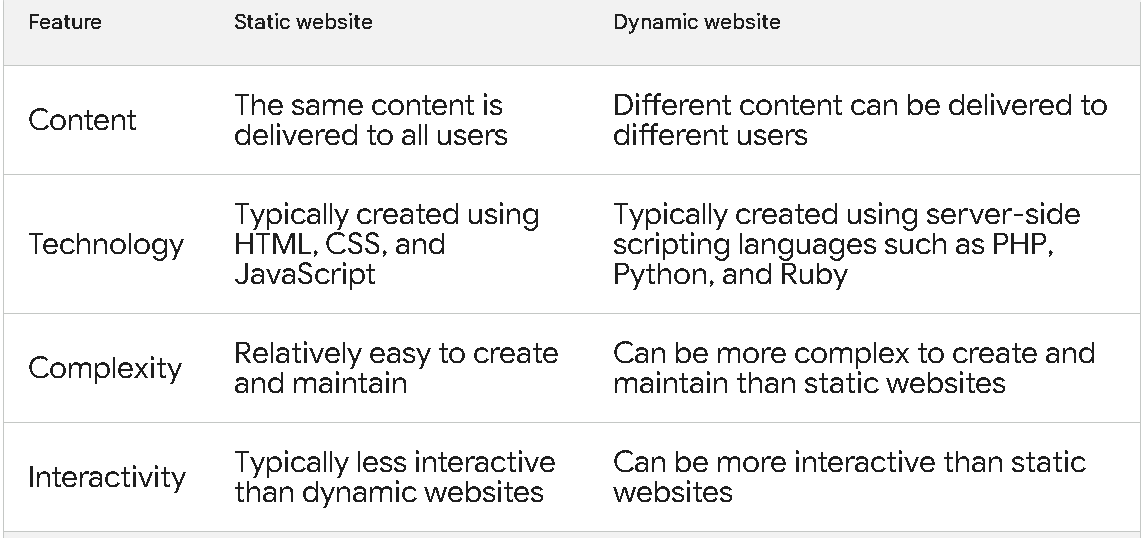 Feature Static website Dynamic website
Content
The same content is
delivered to all users
Different content can be delivered to
different users
Technology
Typically created using
HTML, CSS, and
JavaScript
Typically created using server-side
scripting languages such as PHP,
Python, and Ruby
Complexity
Relatively easy to create
and maintain
Can be more complex to create and
maintain than static websites
Interactivity
Typically less interactive
than dynamic websites
Can be more interactive than static
websites